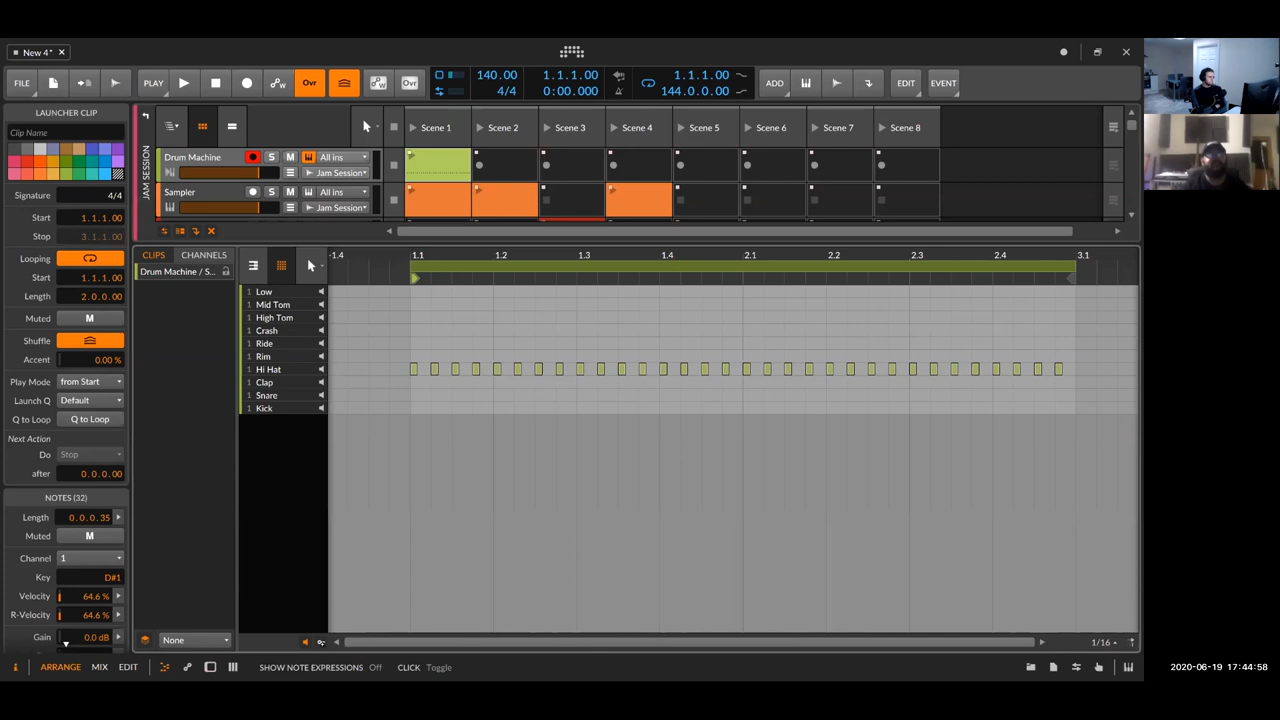 New 4*
FILE
PLAY
Ovr
Ovr
140.00
4/4
1.1.1.00
0:00.000
1.1.1.00
144.0.0.00
ADD
EDIT
EVENT
LAUNCHER CLIP
Clip Name
Signature 4/4
Start 1.1.1.00
Stop 3.1.1.00
Looping
Start 1.1.1.00
Length 2.0.0.00
Muted M
Shuffle
Accent 0.00 %
Play Mode from Start
Launch Q Default
Q to Loop Q to Loop
Next Action
Do Stop
after 0.0.0.00
NOTES (32)
Length 0.0.0.35
Muted M
Channel 1
Key D#1
Velocity 64.6 %
R-Velocity 64.6 %
Gain 0.0 dB
JAM SESSION
Scene 1 Scene 2 Scene 3 Scene 4 Scene 5 Scene 6 Scene 7 Scene 8
Drum Machine S M All ins
Jam Session
Sampler S M All ins
Jam Session
CLIPS CHANNELS
Drum Machine / S...
-1.4 1.1 1.2 1.3 1.4 2.1 2.2 2.3 2.4 3.1
1 Low
1 Mid Tom
1 High Tom
1 Crash
1 Ride
1 Rim
1 Hi Hat
1 Clap
1 Snare
1 Kick
None
1/16
i ARRANGE MIX EDIT
SHOW NOTE EXPRESSIONS Off CLICK Toggle
2020-06-19 17:44:58